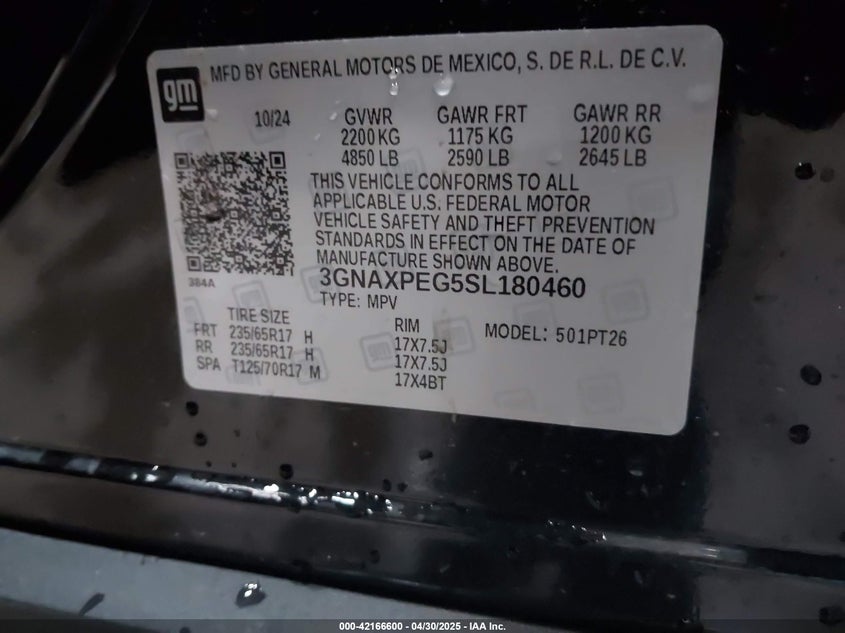 gm
MFD BY GENERAL MOTORS DE MEXICO, S. DE R.L. DE C.V.
10/24 GVWR GAWR FRT GAWR RR
2200 KG 1175 KG 1200 KG
4850 LB 2590 LB 2645 LB
THIS VEHICLE CONFORMS TO ALL
APPLICABLE U.S. FEDERAL MOTOR
VEHICLE SAFETY AND THEFT PREVENTION
STANDARDS IN EFFECT ON THE DATE OF
MANUFACTURE SHOWN ABOVE.
384A
3GNAXPEG5SL180460
TYPE: MPV
TIRE SIZE RIM MODEL: 501PT26
FRT 235/65R17 H 17X7.5J
RR 235/65R17 H 17X7.5J
SPA T125/70R17 M 17X4BT
000-42166600 - 04/30/2025 - IAA Inc.